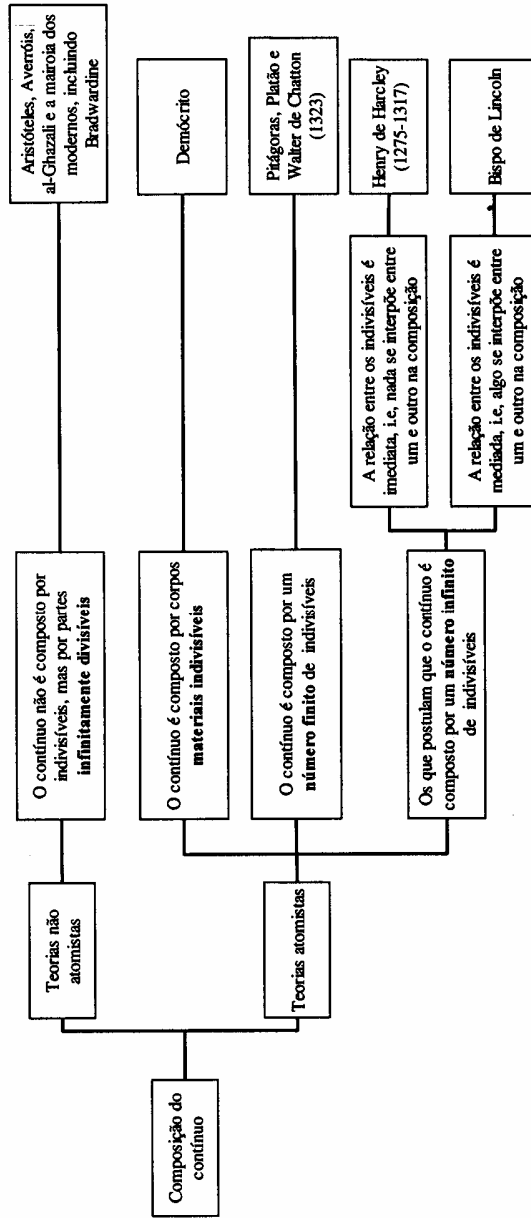 Composição do
contínuo
Teorias não
atomistas
Teorias atomistas
O contínuo não é composto por
indivisíveis, mas por partes
infinitamente divisíveis
O contínuo é composto por corpos
materiais indivisíveis
O contínuo é composto por um
número finito de indivisíveis
Os que postulam que o contínuo é
composto por um número infinito
de indivisíveis
A relação entre os indivisíveis é
imediata, i.e, nada se interpõe entre
um e outro na composição
A relação entre os indivisíveis é
mediada, i.e, algo se interpõe entre
um e outro na composição
Aristóteles, Averróis,
al-Ghazali e a mairoia dos
modernos, incluindo
Bradwardine
Demócrito
Pitágoras, Platão e
Walter de Chatton
(1323)
Henry de Harcley
(1275-1317)
Bispo de Lincoln